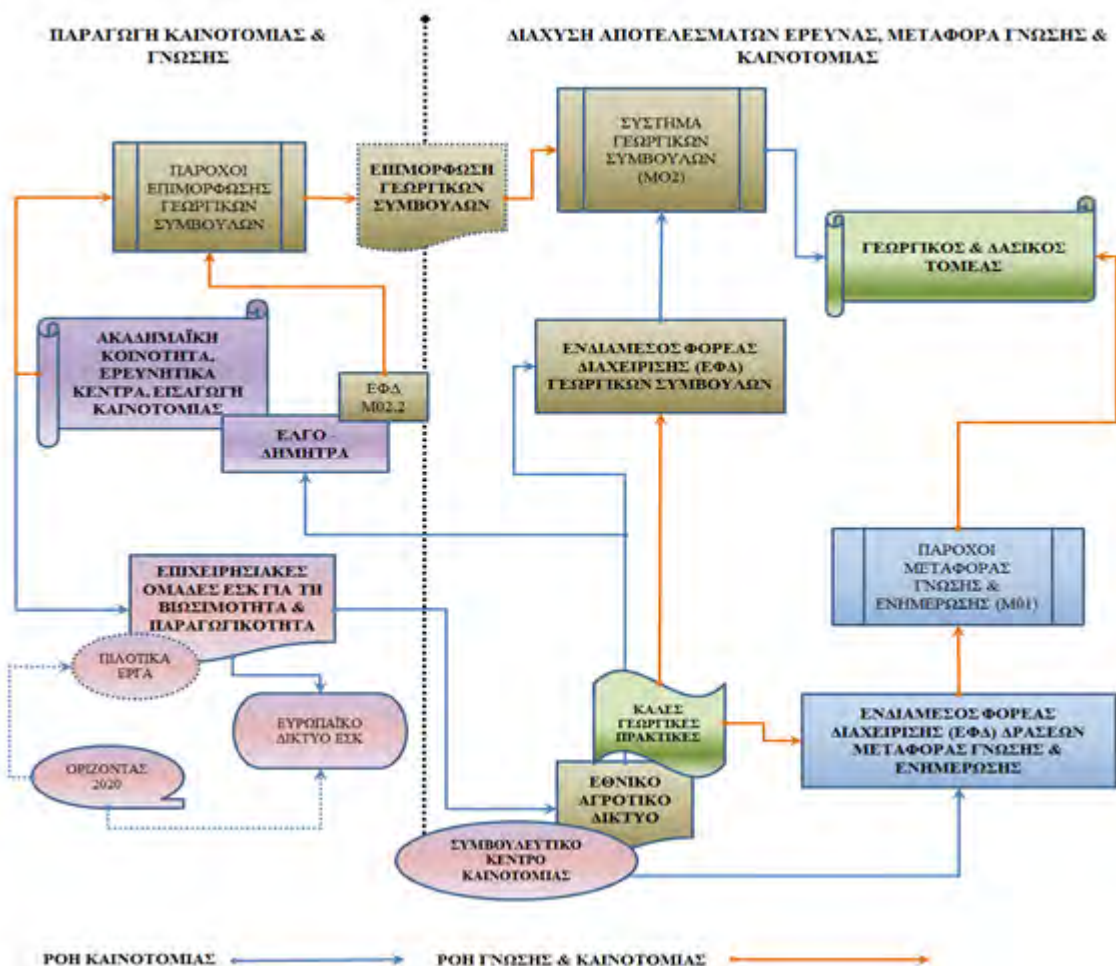 ΠΑΡΑΓΩΓΗ ΚΑΙΝΟΤΟΜΙΑΣ &
ΓΝΩΣΗΣ
ΔΙΑΧΥΣΗ ΑΠΟΤΕΛΕΣΜΑΤΩΝ ΕΡΕΥΝΑΣ, ΜΕΤΑΦΟΡΑ ΓΝΩΣΗΣ &
ΚΑΙΝΟΤΟΜΙΑΣ
ΠΑΡΟΧΟΙ
ΕΠΙΜΟΡΦΩΣΗΣ
ΓΕΩΡΓΙΚΩΝ
ΣΥΜΒΟΥΛΩΝ
ΕΠΙΜΟΡΦΩΣΗ
ΓΕΩΡΓΙΚΩΝ
ΣΥΜΒΟΥΛΩΝ
ΣΥΣΤΗΜΑ
ΓΕΩΡΓΙΚΩΝ
ΣΥΜΒΟΥΛΩΝ
(ΜΟ2)
ΓΕΩΡΓΙΚΟΣ & ΔΑΣΙΚΟΣ
ΤΟΜΕΑΣ
ΑΚΑΔΗΜΑΪΚΗ
ΚΟΙΝΟΤΗΤΑ,
ΕΡΕΥΝΗΤΙΚΑ
ΚΕΝΤΡΑ, ΕΙΣΑΓΩΓΗ
ΚΑΙΝΟΤΟΜΙΑΣ
ΕΦΔ
Μ02.2
ΕΛΓΟ -
ΔΗΜΗΤΡΑ
ΕΝΔΙΑΜΕΣΟΣ ΦΟΡΕΑΣ
ΔΙΑΧΕΙΡΙΣΗΣ (ΕΦΔ)
ΓΕΩΡΓΙΚΩΝ ΣΥΜΒΟΥΛΩΝ
ΠΑΡΟΧΟΙ
ΜΕΤΑΦΟΡΑΣ
ΓΝΩΣΗΣ &
ΕΝΗΜΕΡΩΣΗΣ (Μ01)
ΕΠΙΧΕΙΡΗΣΙΑΚΕΣ
ΟΜΑΔΕΣ ΕΣΚ ΓΙΑ ΤΗ
ΒΙΩΣΙΜΟΤΗΤΑ &
ΠΑΡΑΓΩΓΙΚΟΤΗΤΑ
ΠΙΛΟΤΙΚΑ
ΕΡΓΑ
ΕΥΡΩΠΑΪΚΟ
ΔΙΚΤΥΟ ΕΣΚ
ΟΡΙΖΟΝΤΑΣ
2020
ΚΑΛΕΣ
ΓΕΩΡΓΙΚΕΣ
ΠΡΑΚΤΙΚΕΣ
ΕΝΔΙΑΜΕΣΟΣ ΦΟΡΕΑΣ
ΔΙΑΧΕΙΡΙΣΗΣ (ΕΦΔ) ΔΡΑΣΕΩΝ
ΜΕΤΑΦΟΡΑΣ ΓΝΩΣΗΣ &
ΕΝΗΜΕΡΩΣΗΣ
ΕΘΝΙΚΟ
ΑΓΡΟΤΙΚΟ
ΔΙΚΤΥΟ
ΣΥΜΒΟΥΛΕΥΤΙΚΟ
ΚΕΝΤΡΟ
ΚΑΙΝΟΤΟΜΙΑΣ
ΡΟΗ ΚΑΙΝΟΤΟΜΙΑΣ
ΡΟΗ ΓΝΩΣΗΣ & ΚΑΙΝΟΤΟΜΙΑΣ